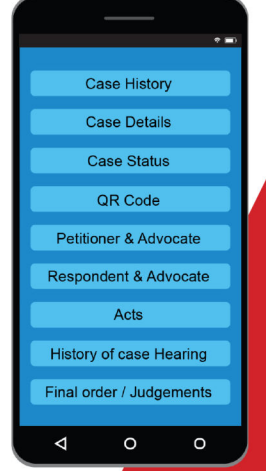 Case History
Case Details
Case Status
QR Code
Petitioner & Advocate
Respondent & Advocate
Acts
History of case Hearing
Final order / Judgements